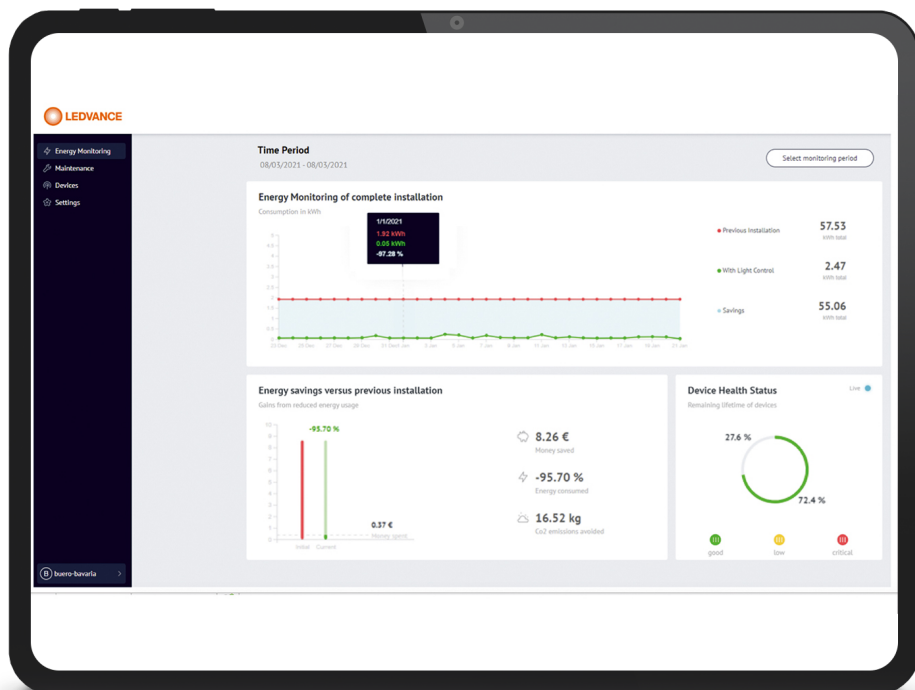 LEDVANCE
Energy Monitoring
Maintenance
Devices
Settings
buero-bavaria
Time Period
08/03/2021 - 08/03/2021
Select monitoring period
Energy Monitoring of complete installation
Consumption in kWh
1/1/2021
1.92 kWh
0.05 kWh
-97.28 %
Previous Installation
57.53
kWh total
With Light Control
2.47
kWh total
Savings
55.06
kWh total
Energy savings versus previous installation
Gains from reduced energy usage
10
-95.70 %
0.37 €
Money spent
Initial Current
8.26 €
Money saved
-95.70 %
Energy consumed
16.52 kg
Co2 emissions avoided
Device Health Status
Live
Remaining lifetime of devices
27.6 %
72.4 %
good
low
critical